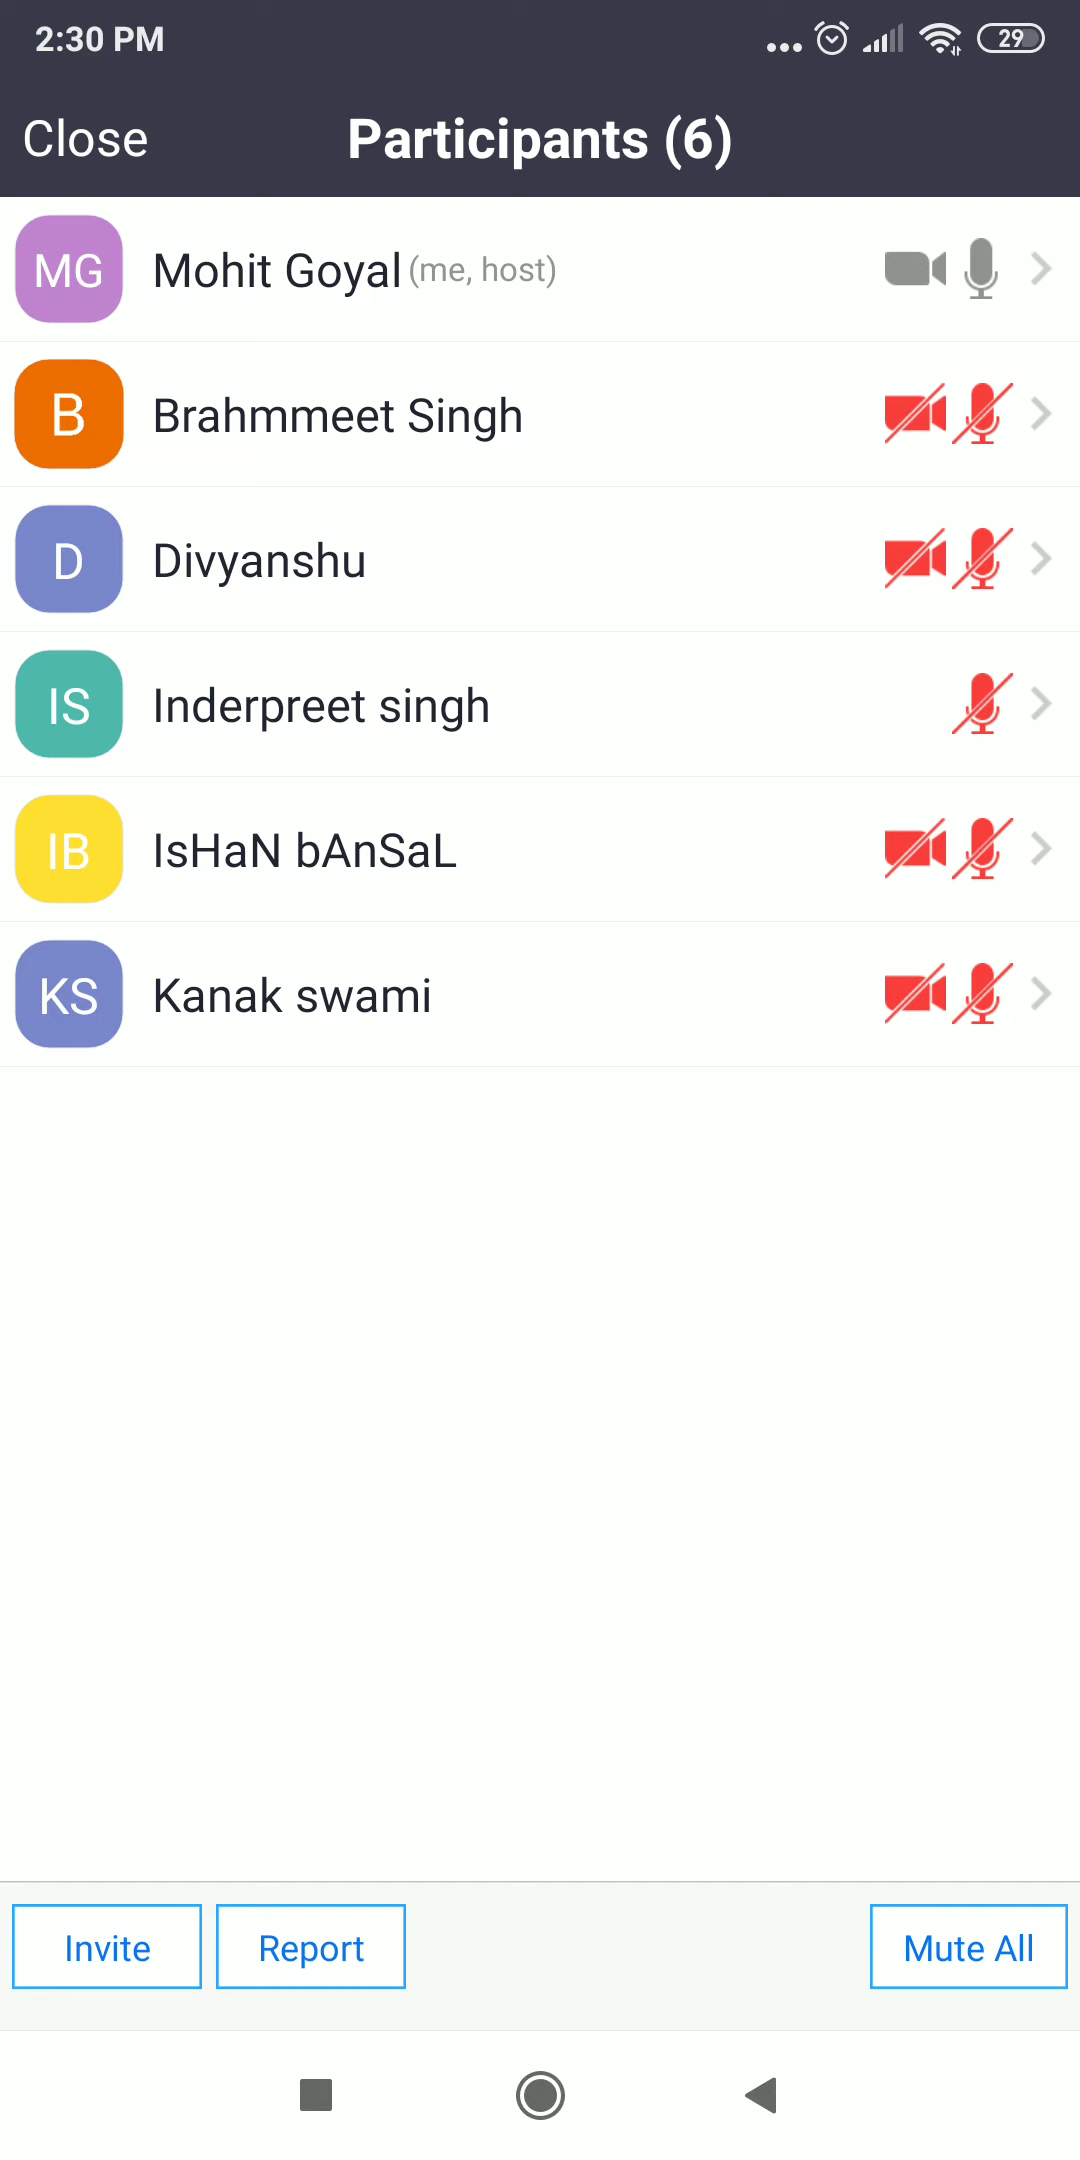 2:30 PM 29
Close Participants (6)
MG Mohit Goyal (me, host)
B Brahmmeet Singh
D Divyanshu
IS Inderpreet singh
IB IsHaN bAnSaL
KS Kanak swami
Invite Report Mute All